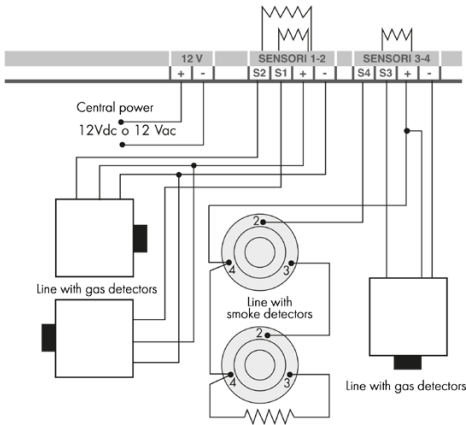 12 V SENSORI 1-2 SENSORI 3-4
+ - S2 S1 + - S4 S3 + -
Central power
12Vdc o 12 Vac
2
4 3
Line with gas detectors
Line with
smoke detectors
2
4 3
Line with gas detectors